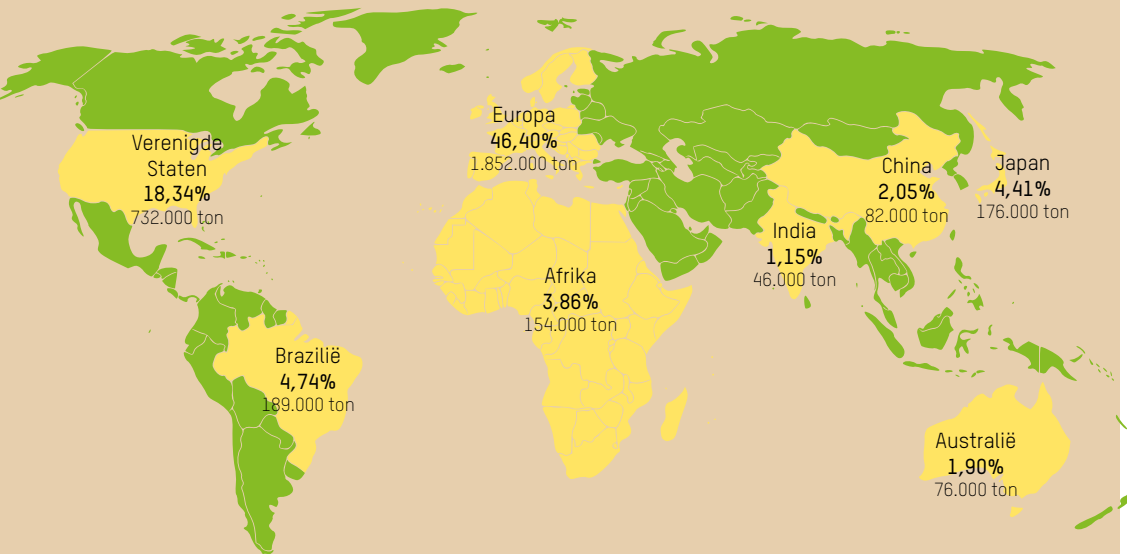 Verenigde
Staten
18,34%
732.000 ton
Europa
46,40%
1.852.000 ton
China
2,05%
82.000 ton
Japan
4,41%
176.000 ton
India
1,15%
46.000 ton
Afrika
3,86%
154.000 ton
Brazilië
4,74%
189.000 ton
Australië
1,90%
76.000 ton